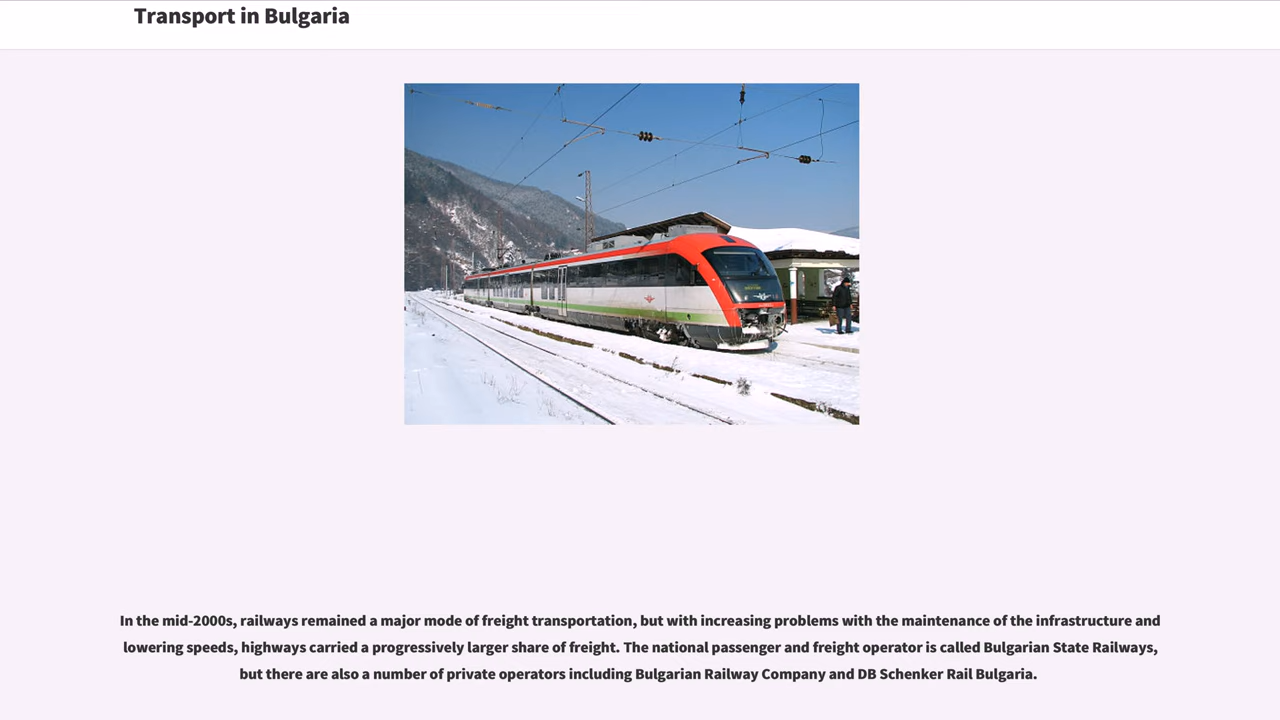 Transport in Bulgaria
In the mid-2000s, railways remained a major mode of freight transportation, but with increasing problems with the maintenance of the infrastructure and
lowering speeds, highways carried a progressively larger share of freight. The national passenger and freight operator is called Bulgarian State Railways,
but there are also a number of private operators including Bulgarian Railway Company and DB Schenker Rail Bulgaria.